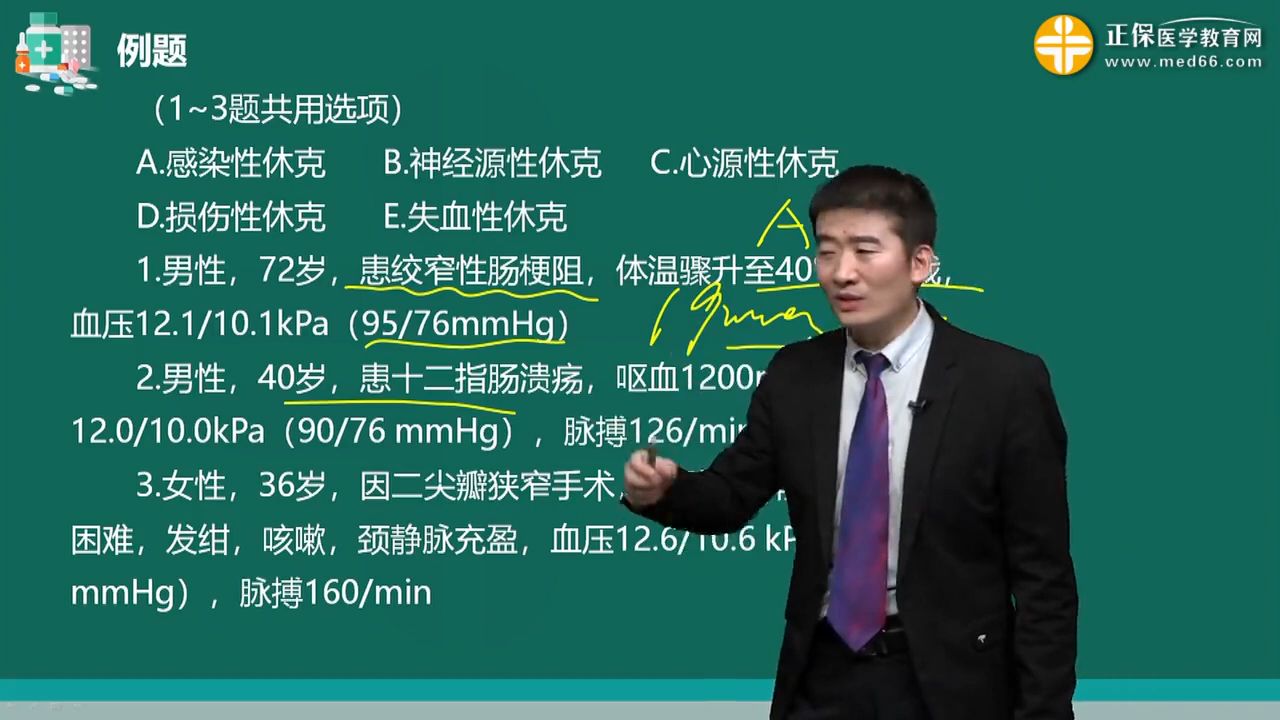 例题
正保医学教育网
www.med66.com
（1~3题共用选项）
A.感染性休克 B.神经源性休克 C.心源性休克
D.损伤性休克 E.失血性休克
A
1.男性，72岁，患绞窄性肠梗阻，体温骤升至40
血压12.1/10.1kPa（95/76mmHg）
2.男性，40岁，患十二指肠溃疡，呕血1200
12.0/10.0kPa（90/76 mmHg），脉搏126/min
3.女性，36岁，因二尖瓣狭窄手术，
困难，发绀，咳嗽，颈静脉充盈，血压12.6/10.6 kP
mmHg），脉搏160/min